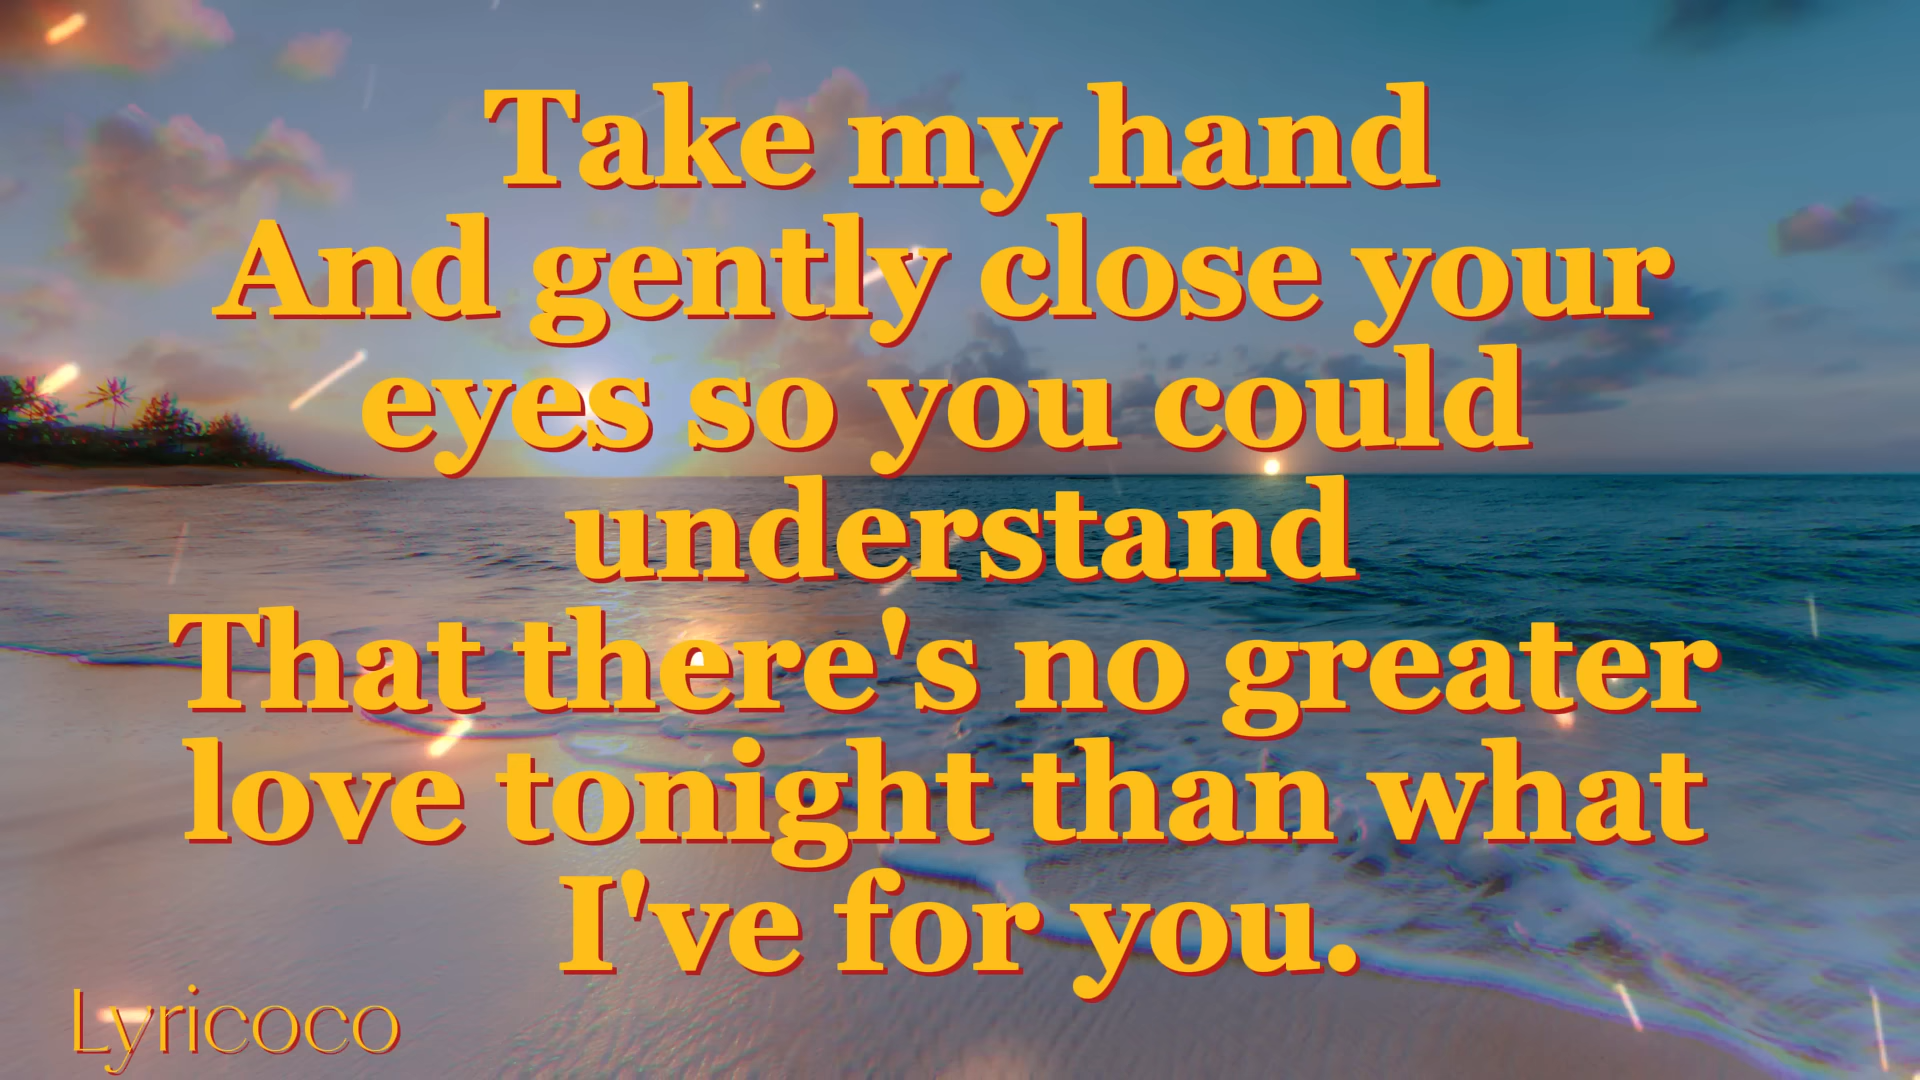 Take my hand
And gently close your
eyes so you could
understand
That there's no greater
love tonight than what
I've for you.
Lyricoco